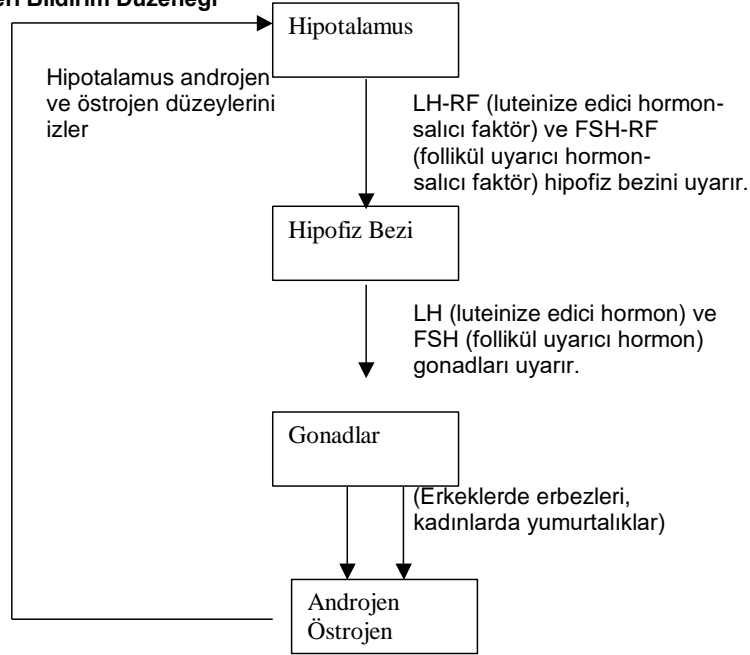 Bildirim Düzeneği
Hipotalamus
Hipotalamus androjen
ve östrojen düzeylerini
izler
LH-RF (luteinize edici hormon-
salıcı faktör) ve FSH-RF
(follikül uyarıcı hormon-
salıcı faktör) hipofiz bezini uyarır.
Hipofiz Bezi
LH (luteinize edici hormon) ve
FSH (follikül uyarıcı hormon)
gonadları uyarır.
Gonadlar
(Erkeklerde erbezleri,
kadınlarda yumurtalıklar)
Androjen
Östrojen